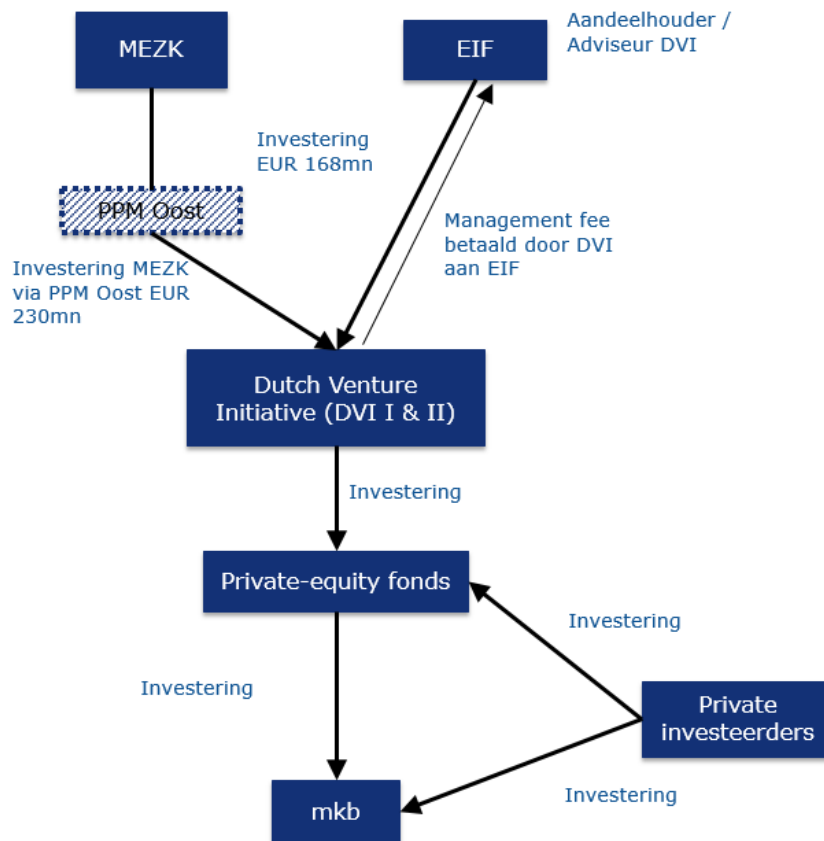 MEZK
EIF
Aandeelhouder /
Adviseur DVI
Investering
EUR 168mn
PPM Oost
Management fee
betaald door DVI
aan EIF
Investering MEZK
via PPM Oost EUR
230mn
Dutch Venture
Initiative (DVI I & II)
Investering
Private-equity fonds
Investering
Investering
Private
investeerders
Investering
mkb